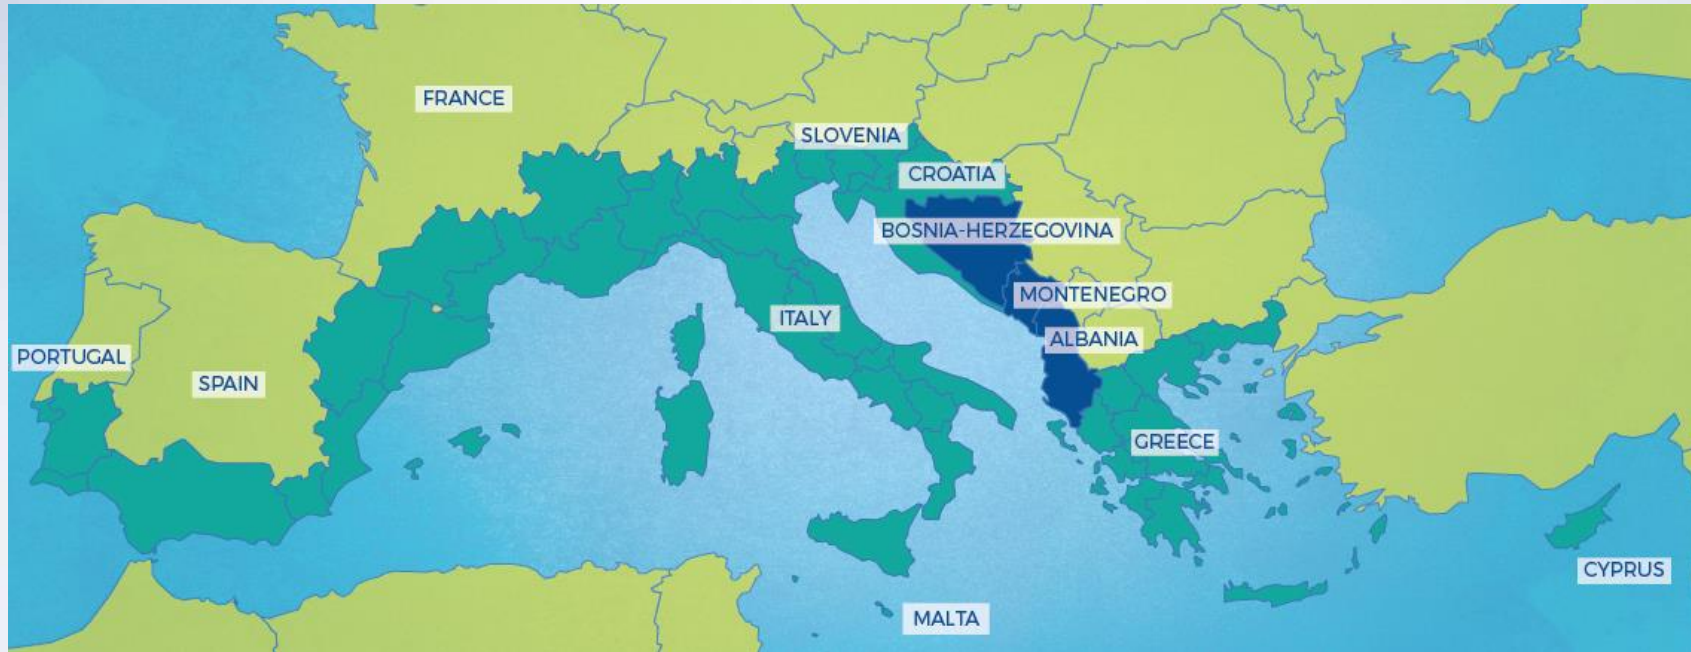 FRANCE
SLOVENIA
CROATIA
BOSNIA-HERZEGOVINA
MONTENEGRO
ITALY
ALBANIA
PORTUGAL
SPAIN
GREECE
CYPRUS
MALTA